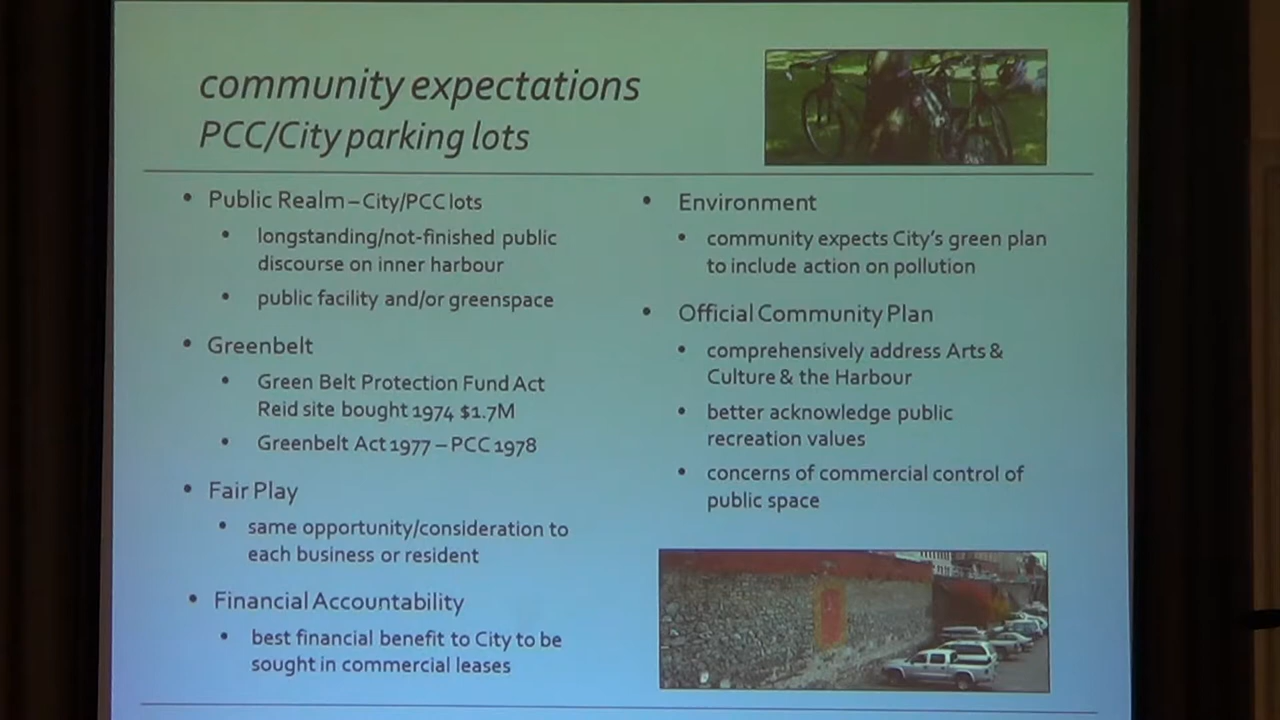 community expectations
PCC/City parking lots
• Public Realm – City/PCC lots
• longstanding/not-finished public
discourse on inner harbour
• public facility and/or greenspace
• Greenbelt
• Green Belt Protection Fund Act
Reid site bought 1974 $1.7M
• Greenbelt Act 1977 – PCC 1978
• Fair Play
• same opportunity/consideration to
each business or resident
• Financial Accountability
• best financial benefit to City to be
sought in commercial leases
• Environment
• community expects City's green plan
to include action on pollution
• Official Community Plan
• comprehensively address Arts &
Culture & the Harbour
• better acknowledge public
recreation values
• concerns of commercial control of
public space